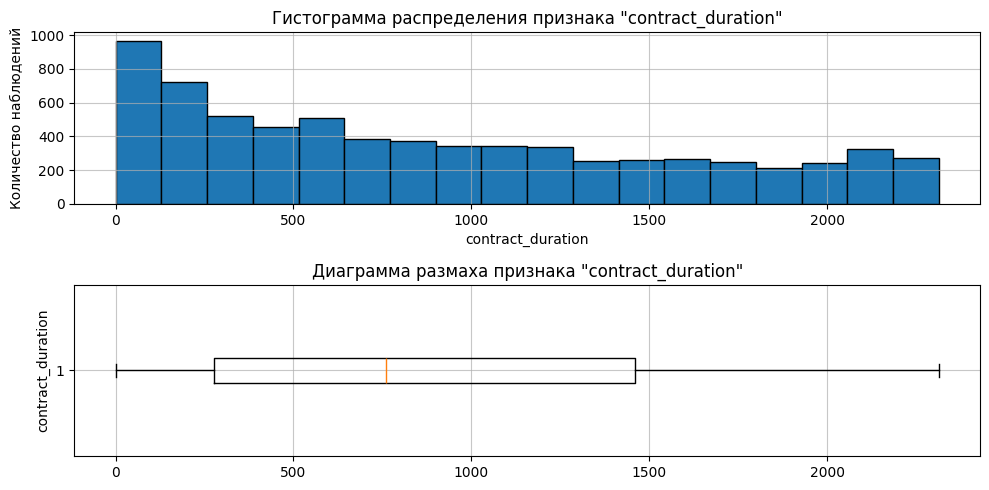 Гистограмма распределения признака "contract_duration"
Количество наблюдений
1000
800
600
400
200
0
0 500 1000 1500 2000
contract_duration
Диаграмма размаха признака "contract_duration"
contract_duration
1
0 500 1000 1500 2000